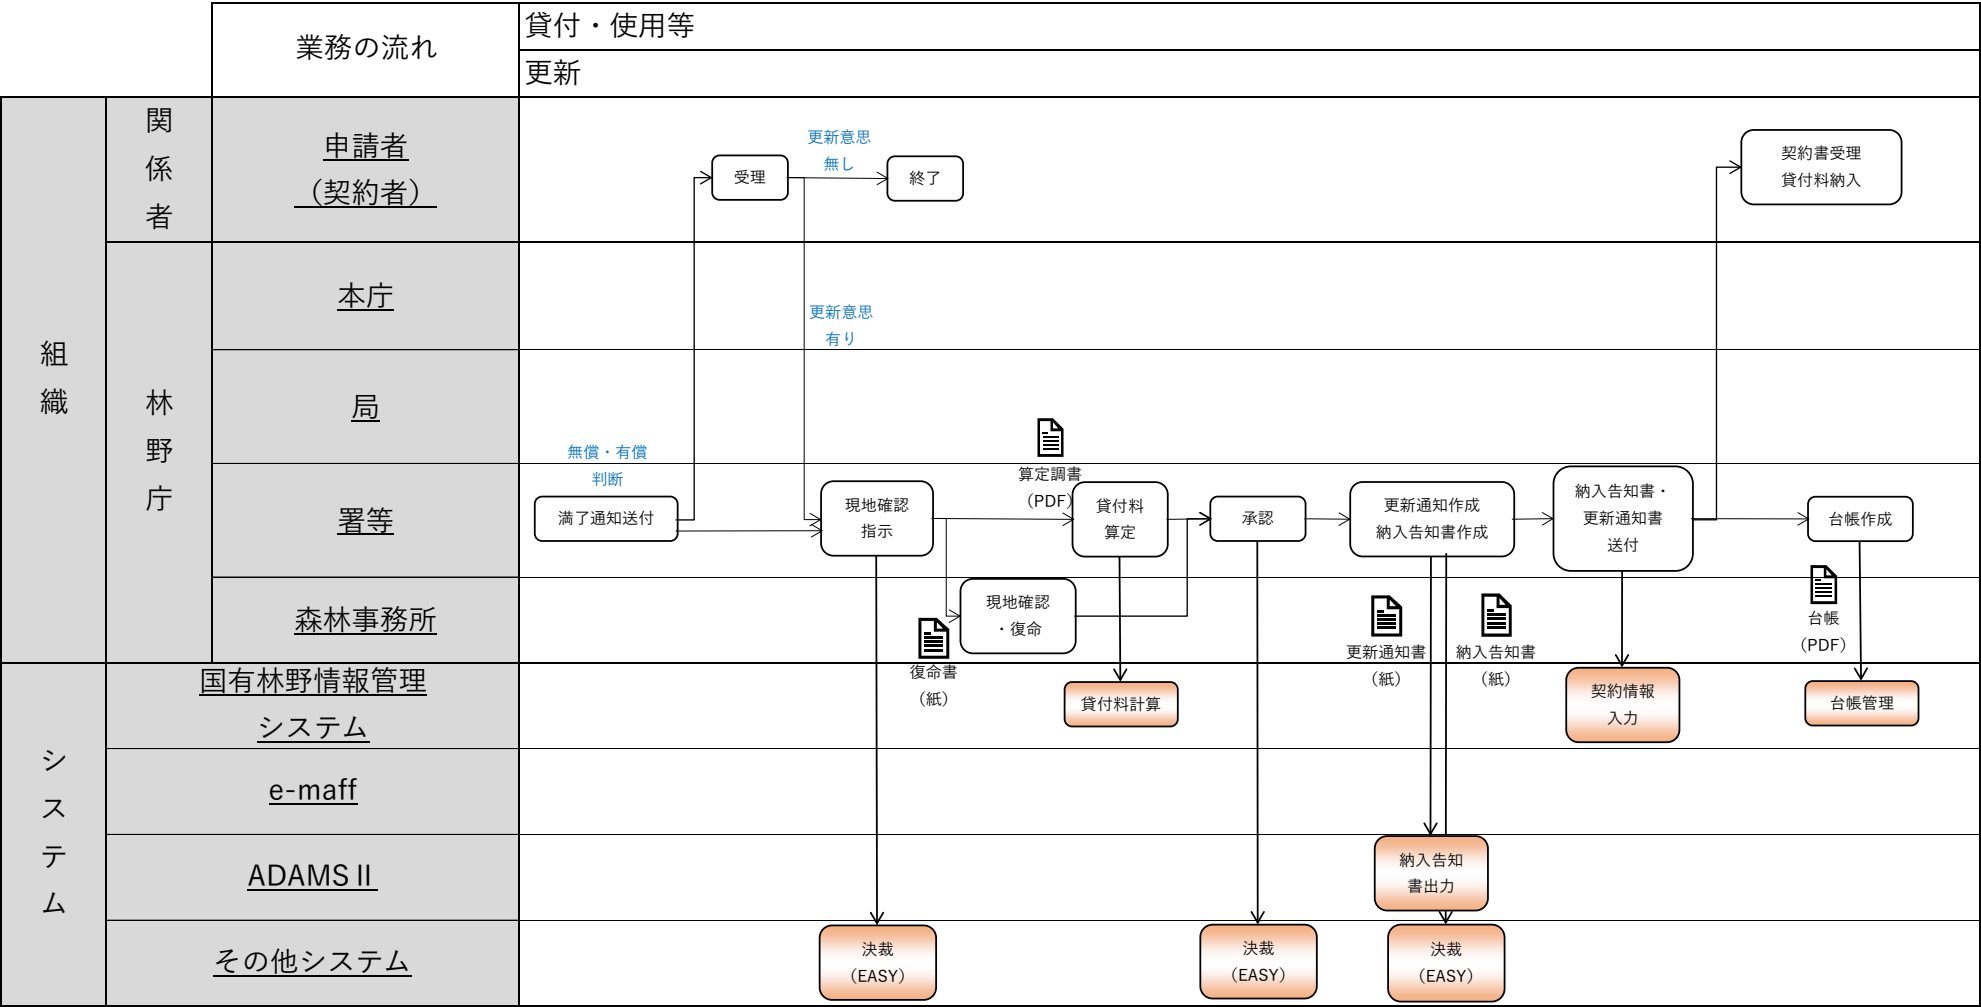 業務の流れ
貸付・使用等
更新
組織
関係者
申請者
（契約者）
更新意思
無し
受理
終了
契約書受理
貸付料納入
林野庁
本庁
更新意思
有り
局
無償・有償
判断
署等
満了通知送付
現地確認
指示
算定調書
（PDF）
貸付料
算定
承認
更新通知作成
納入告知書作成
納入告知書・
更新通知書
送付
台帳作成
森林事務所
復命書
（紙）
現地確認
・復命
更新通知書
（紙）
納入告知書
（紙）
台帳
（PDF）
システム
国有林野情報管理
システム
貸付料計算
契約情報
入力
台帳管理
e-maff
ADAMSⅡ
納入告知
書出力
その他システム
決裁
（EASY）
決裁
（EASY）
決裁
（EASY）